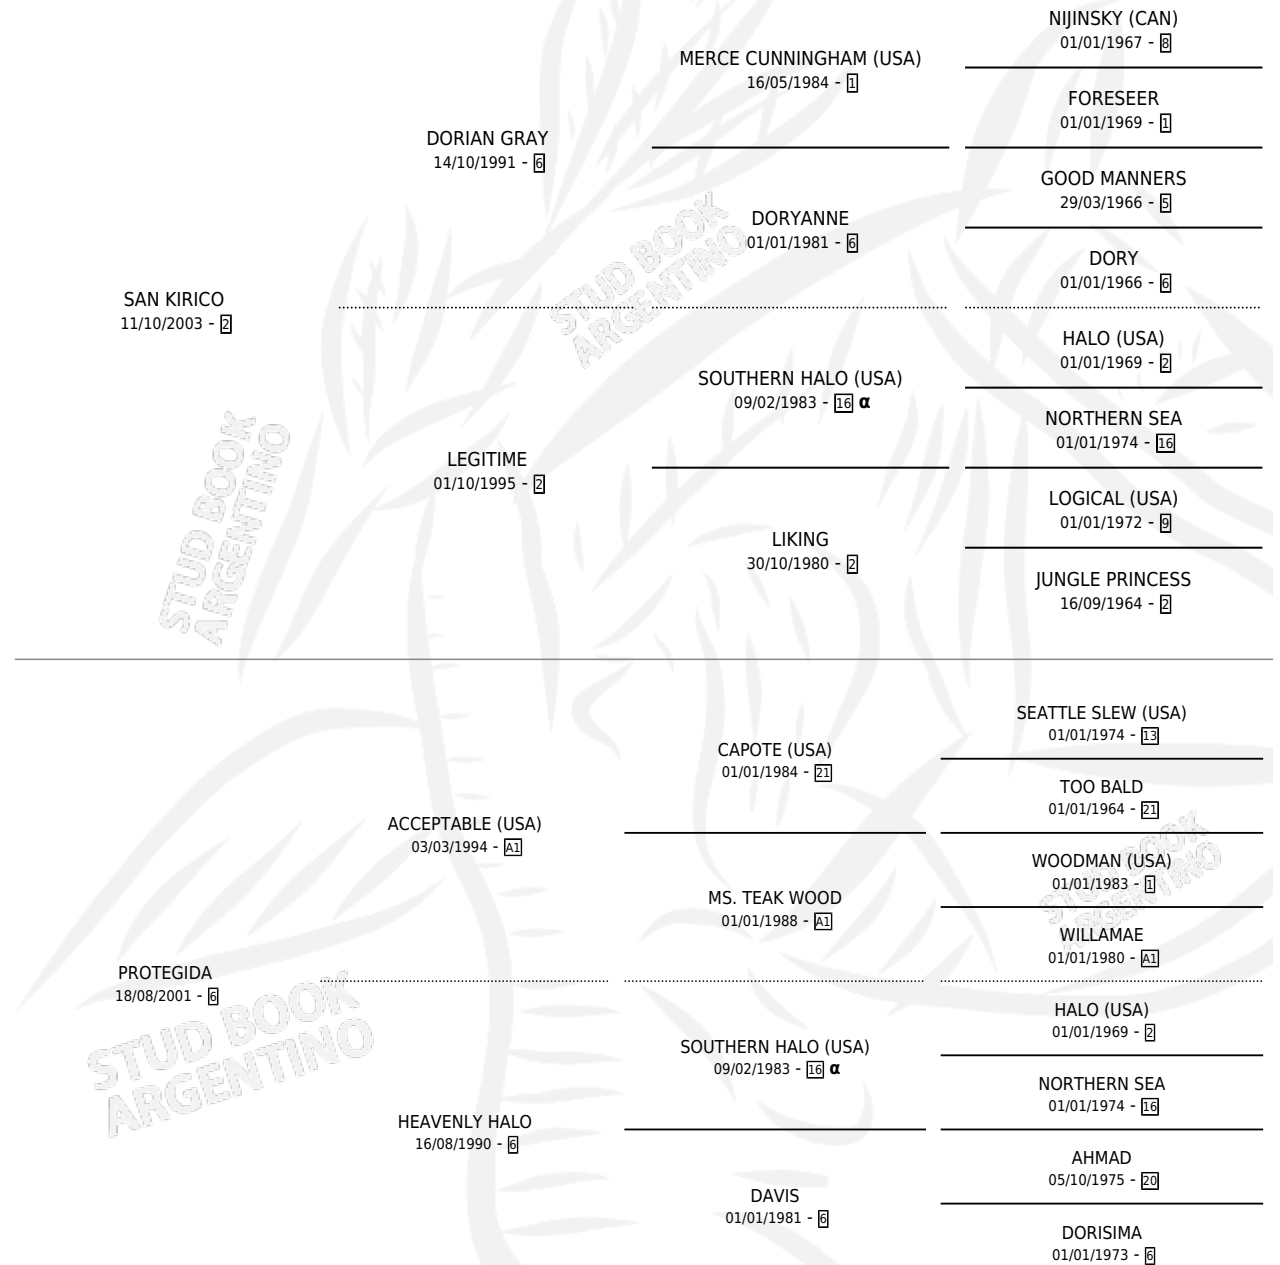 NIJINSKY (CAN)
01/01/1967 - 8
MERCE CUNNINGHAM (USA)
16/05/1984 - 1
FORESEER
01/01/1969 - 1
DORIAN GRAY
14/10/1991 - 6
GOOD MANNERS
29/03/1966 - 5
DORYANNE
01/01/1981 - 6
DORY
01/01/1966 - 6
SAN KIRICO
11/10/2003 - 2
HALO (USA)
01/01/1969 - 2
SOUTHERN HALO (USA)
09/02/1983 - 16 α
NORTHERN SEA
01/01/1974 - 16
LEGITIME
01/10/1995 - 2
LOGICAL (USA)
01/01/1972 - 9
LIKING
30/10/1980 - 2
JUNGLE PRINCESS
16/09/1964 - 2
SEATTLE SLEW (USA)
01/01/1974 - 13
CAPOTE (USA)
01/01/1984 - 21
TOO BALD
01/01/1964 - 21
ACCEPTABLE (USA)
03/03/1994 - A1
WOODMAN (USA)
01/01/1983 - 1
MS. TEAK WOOD
01/01/1988 - A1
WILLAMAE
01/01/1980 - A1
PROTEGIDA
18/08/2001 - 6
HALO (USA)
01/01/1969 - 2
SOUTHERN HALO (USA)
09/02/1983 - 16 α
NORTHERN SEA
01/01/1974 - 16
HEAVENLY HALO
16/08/1990 - 6
AHMAD
05/10/1975 - 20
DAVIS
01/01/1981 - 6
DORISIMA
01/01/1973 - 6
STUD BOOK
ARGENTINO
STUD BOOK
ARGENTINO
STUD BOOK
ARGENTINO
STUD BOOK
ARGENTINO